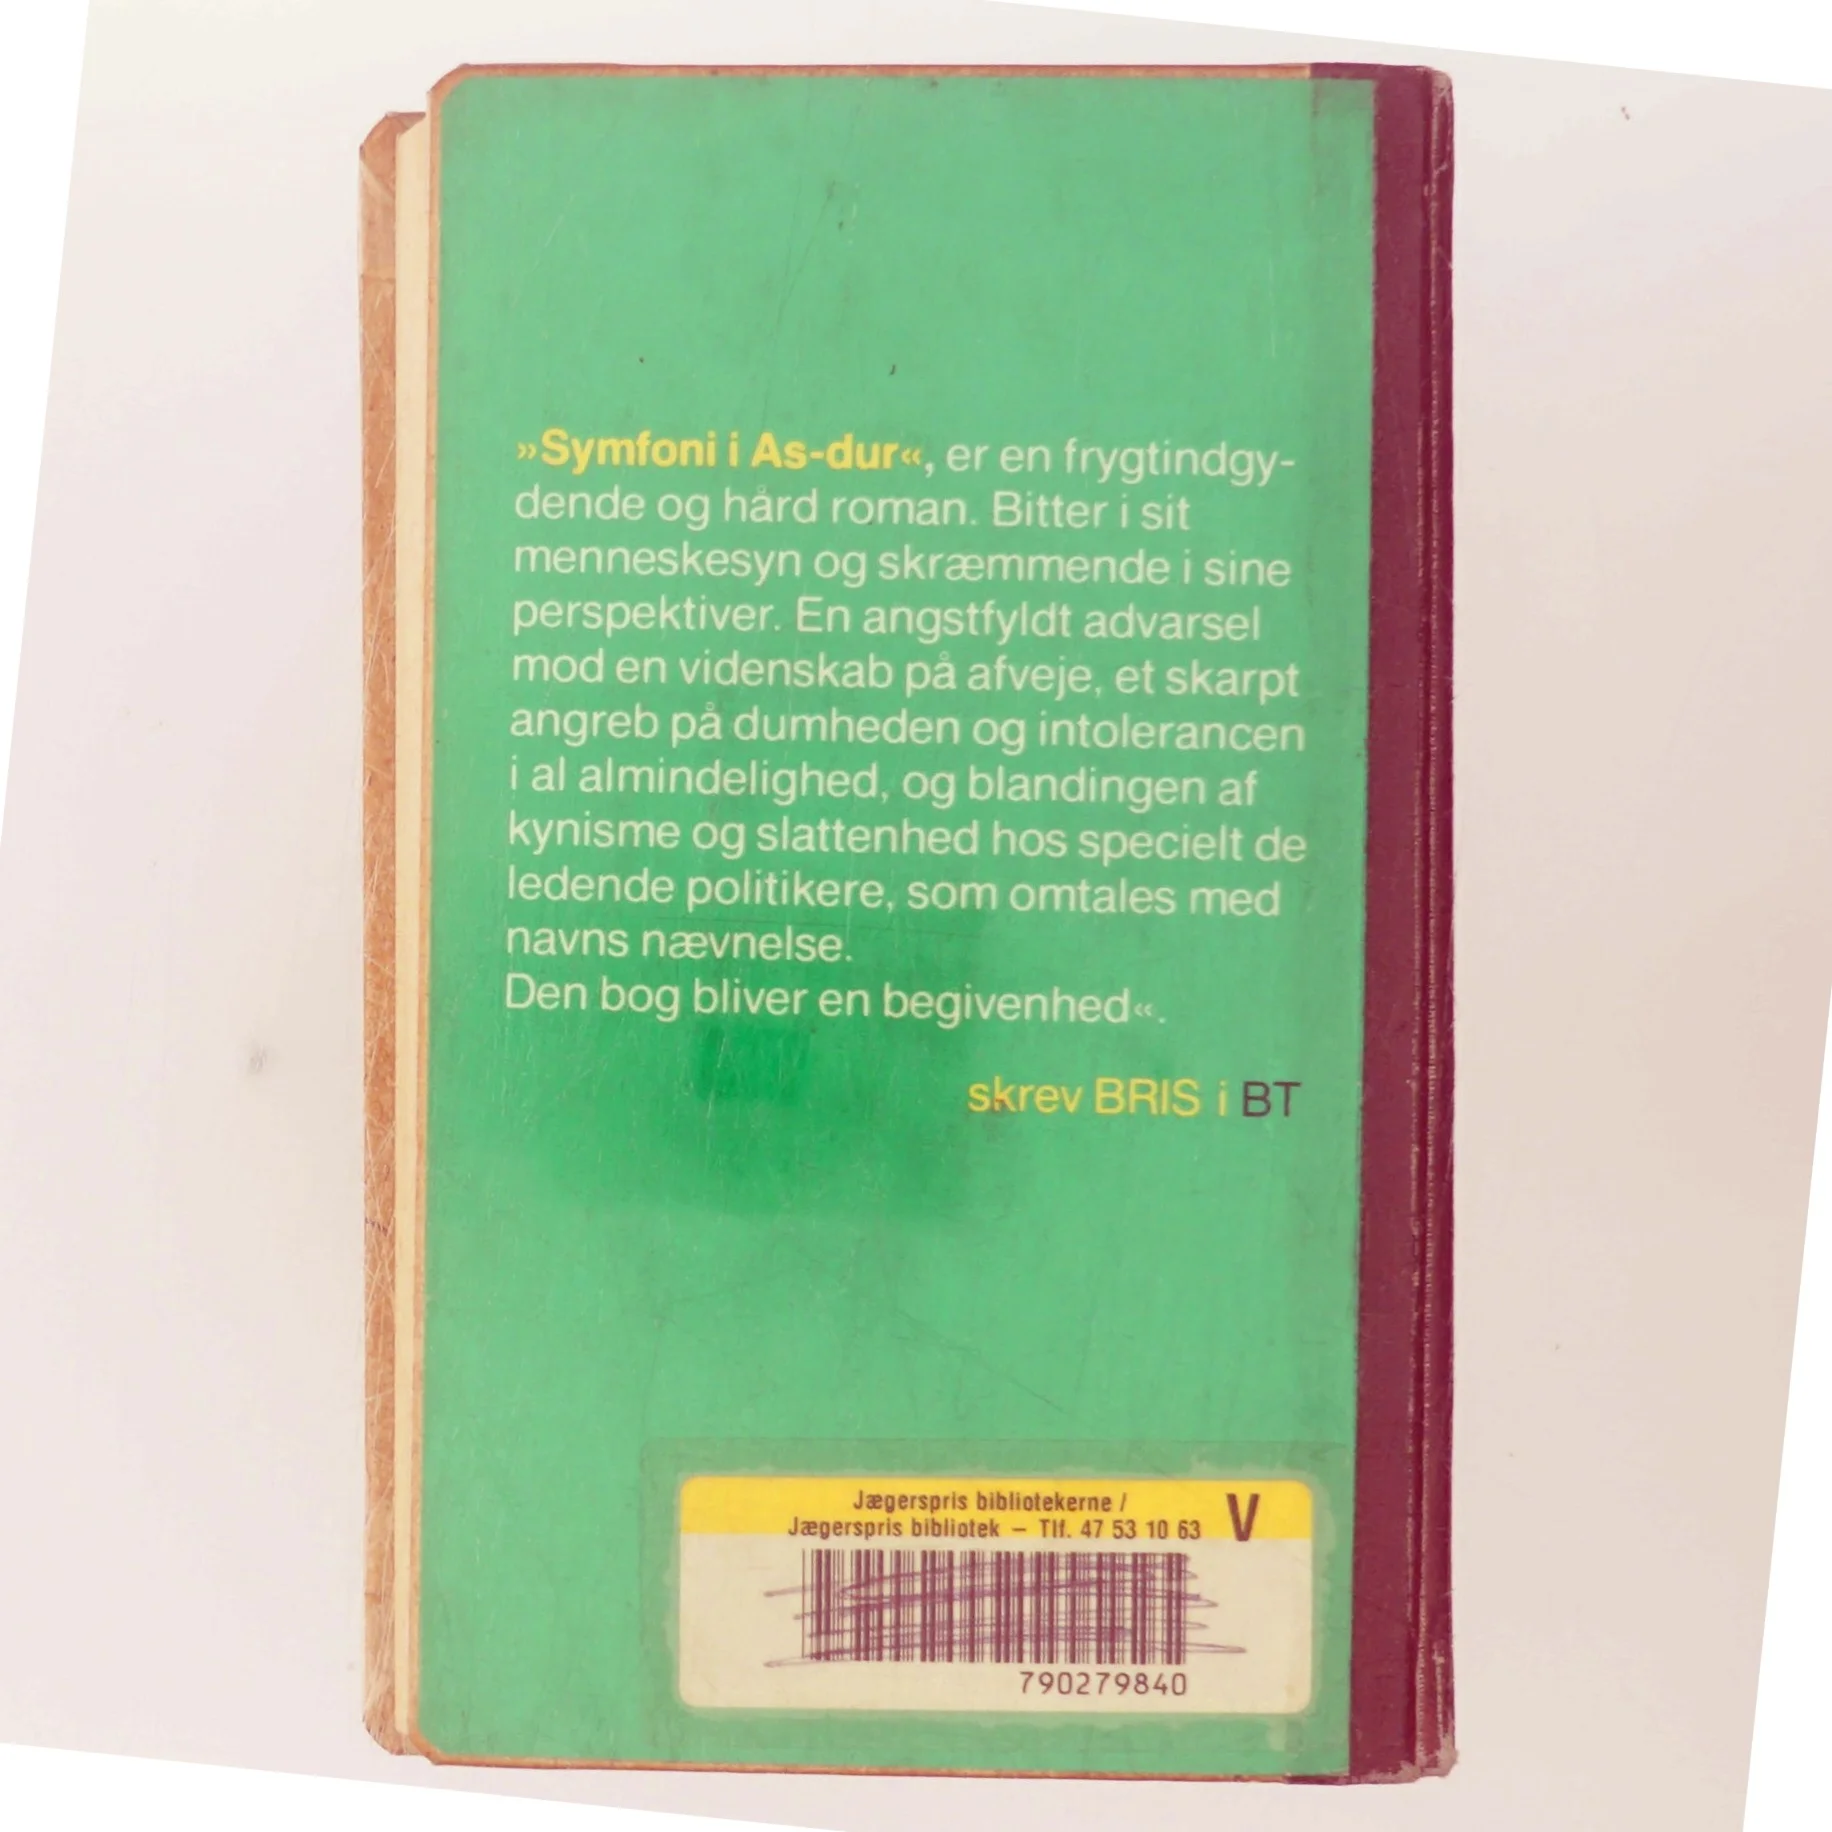 »Symfoni i As-dur«, er en frygtindgy-
dende og hård roman. Bitter i sit
menneskesyn og skræmmende i sine
perspektiver. En angstfyldt advarsel
mod en videnskab på afveje, et skarpt
angreb på dumheden og intolerancen
i al almindelighed, og blandingen af
kynisme og slattenhed hos specielt de
ledende politikere, som omtales med
navns nævnelse.
Den bog bliver en begivenhed«.
skrev BRIS i BT
Jægerspris bibliotekerne /
Jægerspris bibliotek – Tlf. 47 53 10 63 V
790279840